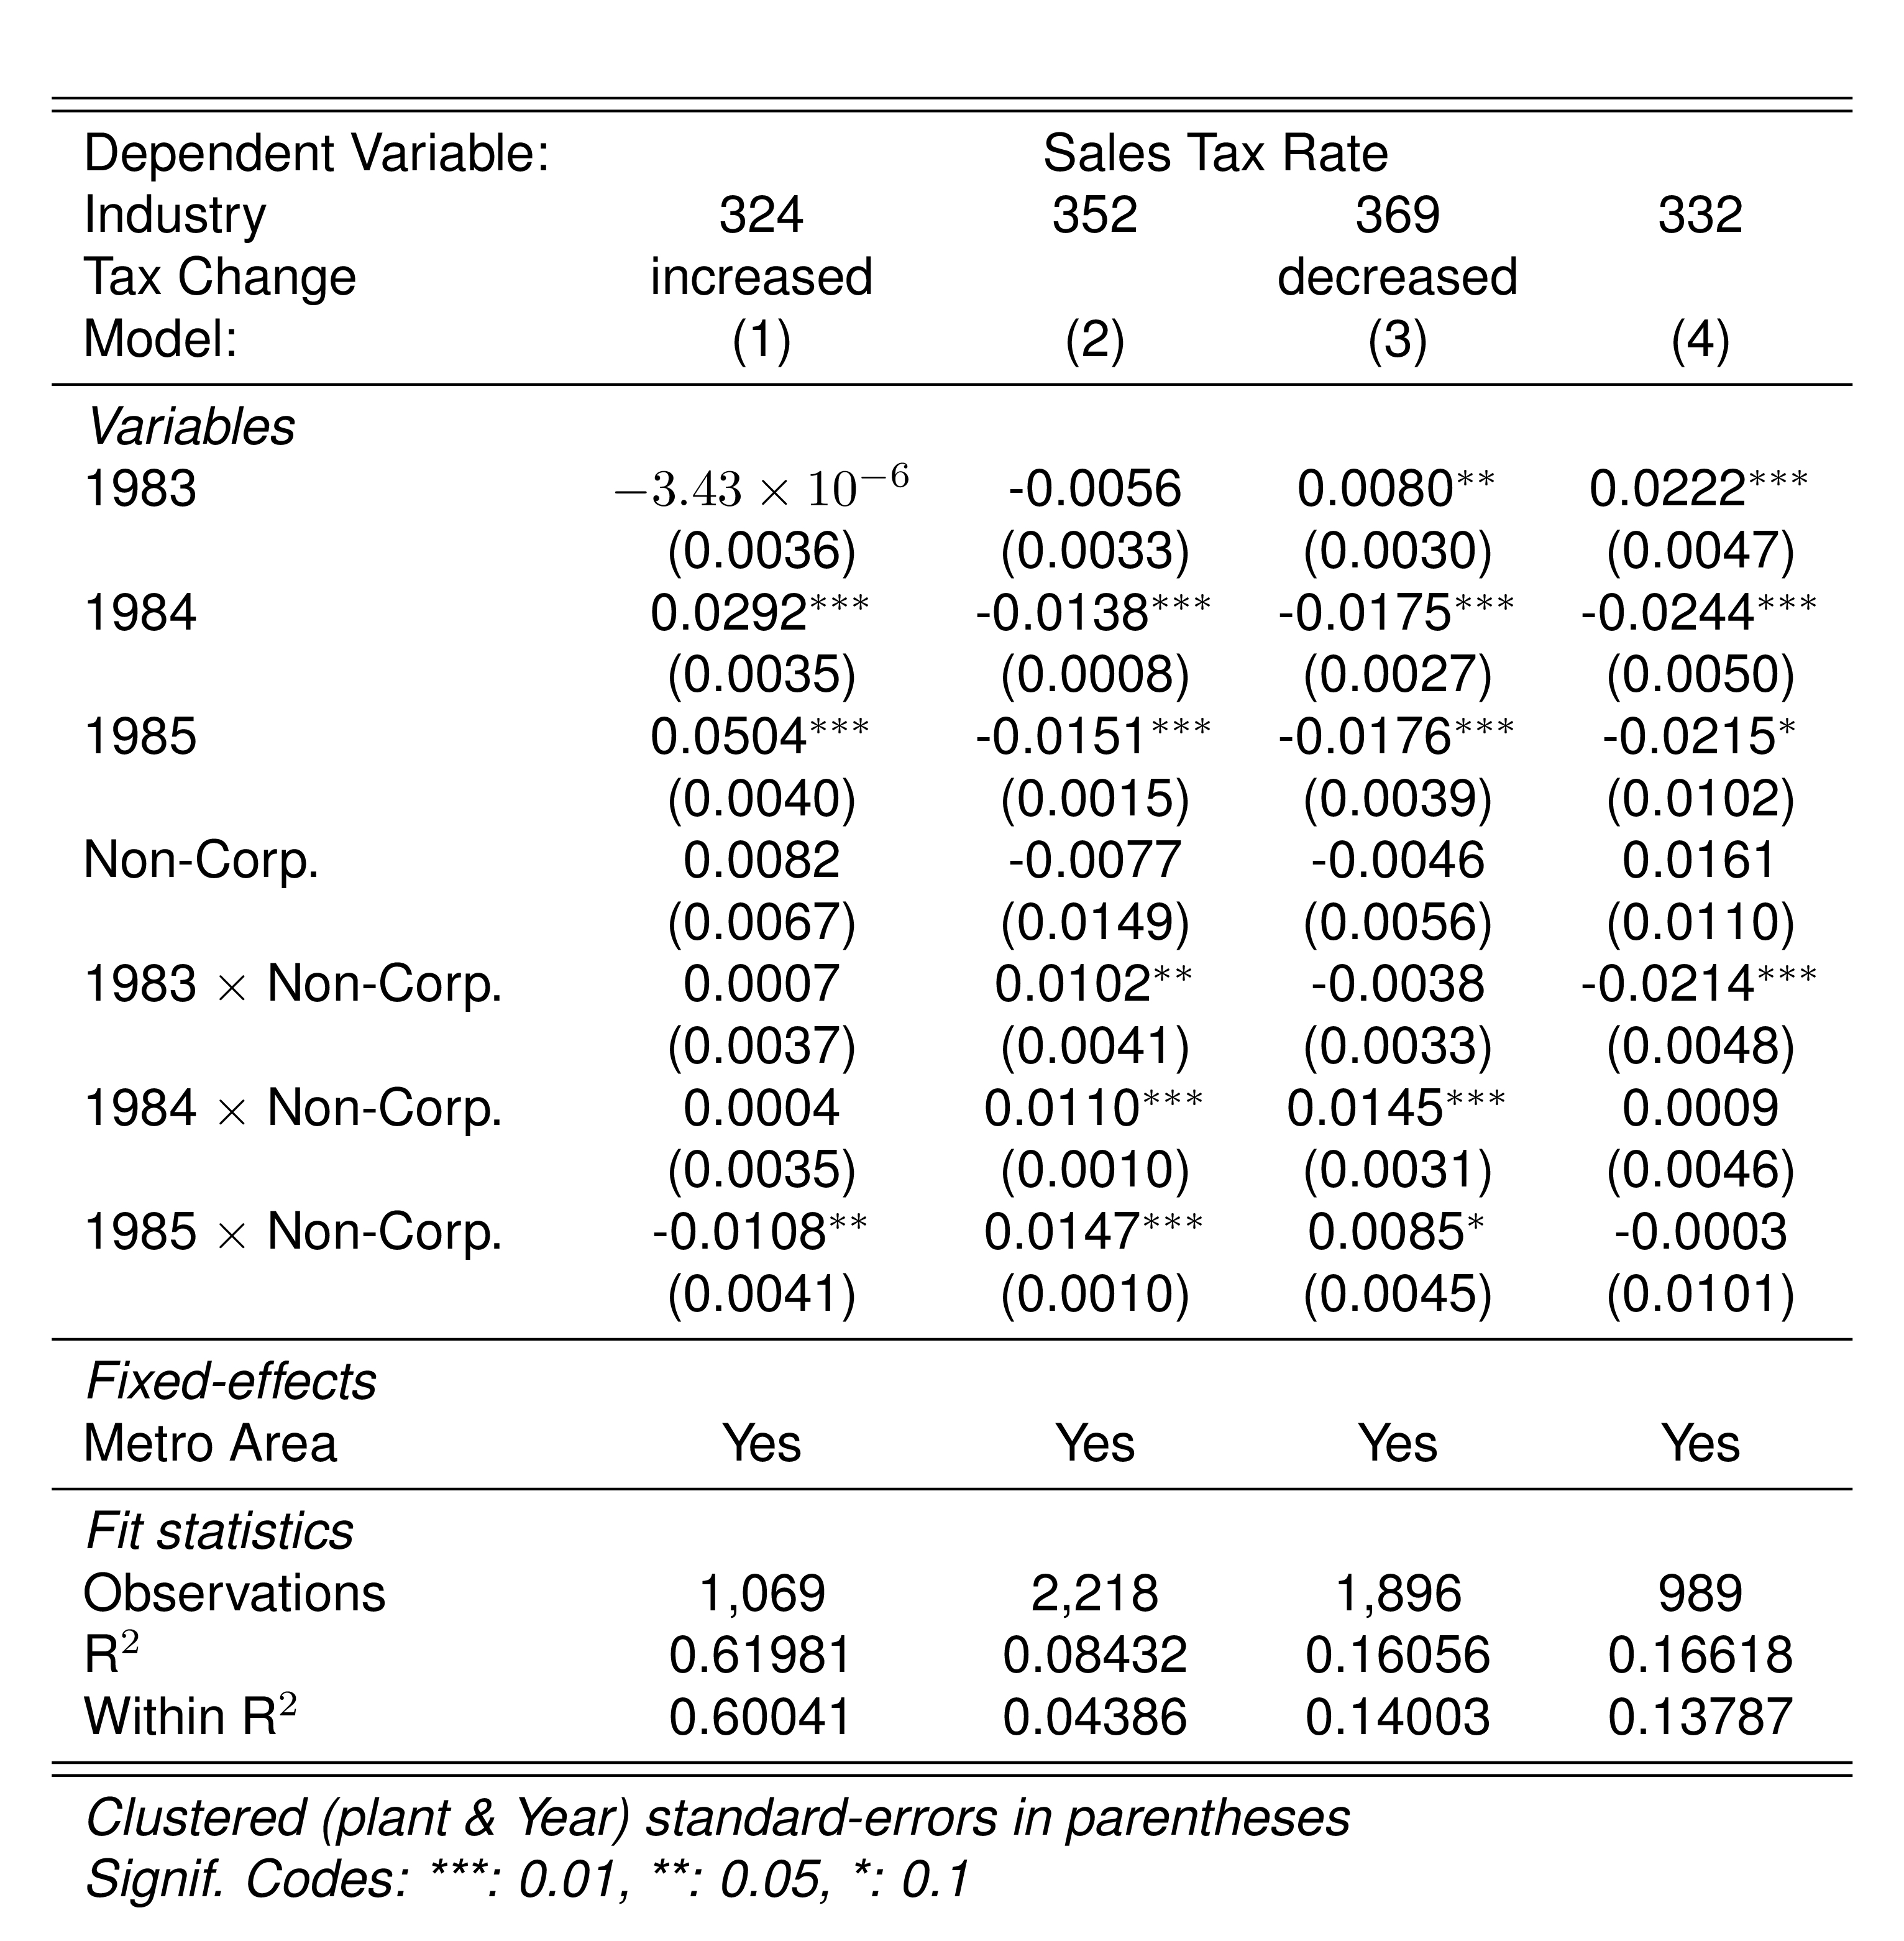 Dependent Variable: Sales Tax Rate
Industry 324 352 369 332
Tax Change increased decreased
Model: (1) (2) (3) (4)
Variables
1983 −3.43 × 10⁻⁶ -0.0056 0.0080** 0.0222***
(0.0036) (0.0033) (0.0030) (0.0047)
1984 0.0292*** -0.0138*** -0.0175*** -0.0244***
(0.0035) (0.0008) (0.0027) (0.0050)
1985 0.0504*** -0.0151*** -0.0176*** -0.0215*
(0.0040) (0.0015) (0.0039) (0.0102)
Non-Corp. 0.0082 -0.0077 -0.0046 0.0161
(0.0067) (0.0149) (0.0056) (0.0110)
1983 × Non-Corp. 0.0007 0.0102** -0.0038 -0.0214***
(0.0037) (0.0041) (0.0033) (0.0048)
1984 × Non-Corp. 0.0004 0.0110*** 0.0145*** 0.0009
(0.0035) (0.0010) (0.0031) (0.0046)
1985 × Non-Corp. -0.0108** 0.0147*** 0.0085* -0.0003
(0.0041) (0.0010) (0.0045) (0.0101)
Fixed-effects
Metro Area Yes Yes Yes Yes
Fit statistics
Observations 1,069 2,218 1,896 989
R² 0.61981 0.08432 0.16056 0.16618
Within R² 0.60041 0.04386 0.14003 0.13787
Clustered (plant & Year) standard-errors in parentheses
Signif. Codes: ***: 0.01, **: 0.05, *: 0.1